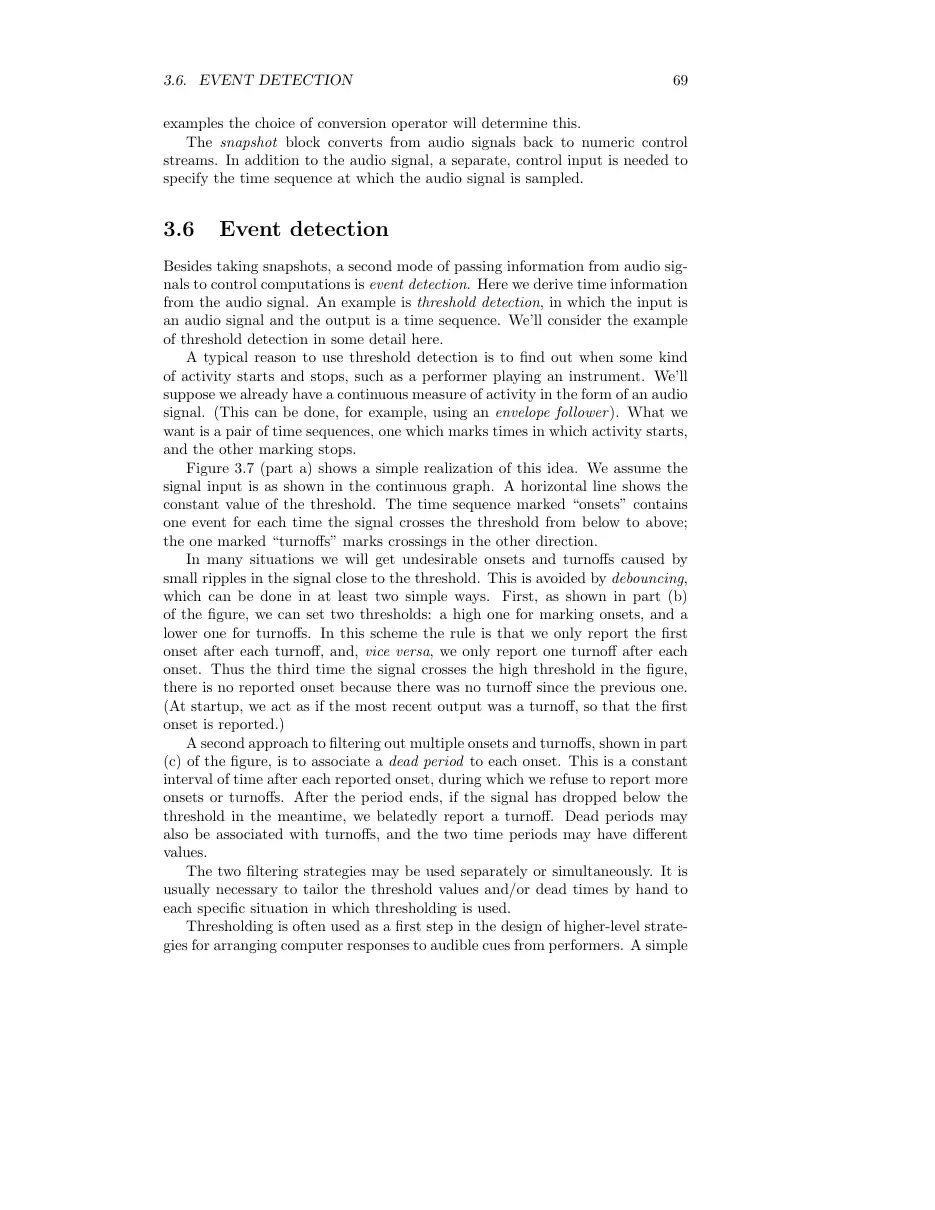 3.6. EVENT DETECTION 69
examples the choice of conversion operator will determine this.
The snapshot block converts from audio signals back to numeric control
streams. In addition to the audio signal, a separate, control input is needed to
specify the time sequence at which the audio signal is sampled.
3.6 Event detection
Besides taking snapshots, a second mode of passing information from audio sig-
nals to control computations is event detection. Here we derive time information
from the audio signal. An example is threshold detection, in which the input is
an audio signal and the output is a time sequence. We'll consider the example
of threshold detection in some detail here.
A typical reason to use threshold detection is to find out when some kind
of activity starts and stops, such as a performer playing an instrument. We'll
suppose we already have a continuous measure of activity in the form of an audio
signal. (This can be done, for example, using an envelope follower). What we
want is a pair of time sequences, one which marks times in which activity starts,
and the other marking stops.
Figure 3.7 (part a) shows a simple realization of this idea. We assume the
signal input is as shown in the continuous graph. A horizontal line shows the
constant value of the threshold. The time sequence marked “onsets” contains
one event for each time the signal crosses the threshold from below to above;
the one marked “turnoffs” marks crossings in the other direction.
In many situations we will get undesirable onsets and turnoffs caused by
small ripples in the signal close to the threshold. This is avoided by debouncing,
which can be done in at least two simple ways. First, as shown in part (b)
of the figure, we can set two thresholds: a high one for marking onsets, and a
lower one for turnoffs. In this scheme the rule is that we only report the first
onset after each turnoff, and, vice versa, we only report one turnoff after each
onset. Thus the third time the signal crosses the high threshold in the figure,
there is no reported onset because there was no turnoff since the previous one.
(At startup, we act as if the most recent output was a turnoff, so that the first
onset is reported.)
A second approach to filtering out multiple onsets and turnoffs, shown in part
(c) of the figure, is to associate a dead period to each onset. This is a constant
interval of time after each reported onset, during which we refuse to report more
onsets or turnoffs. After the period ends, if the signal has dropped below the
threshold in the meantime, we belatedly report a turnoff. Dead periods may
also be associated with turnoffs, and the two time periods may have different
values.
The two filtering strategies may be used separately or simultaneously. It is
usually necessary to tailor the threshold values and/or dead times by hand to
each specific situation in which thresholding is used.
Thresholding is often used as a first step in the design of higher-level strate-
gies for arranging computer responses to audible cues from performers. A simple